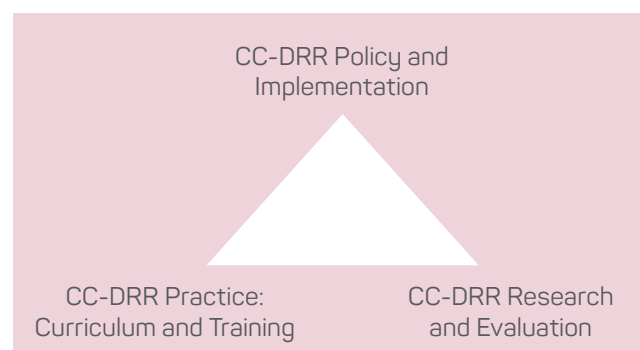 CC-DRR Policy and
Implementation
CC-DRR Practice:
Curriculum and Training
CC-DRR Research
and Evaluation